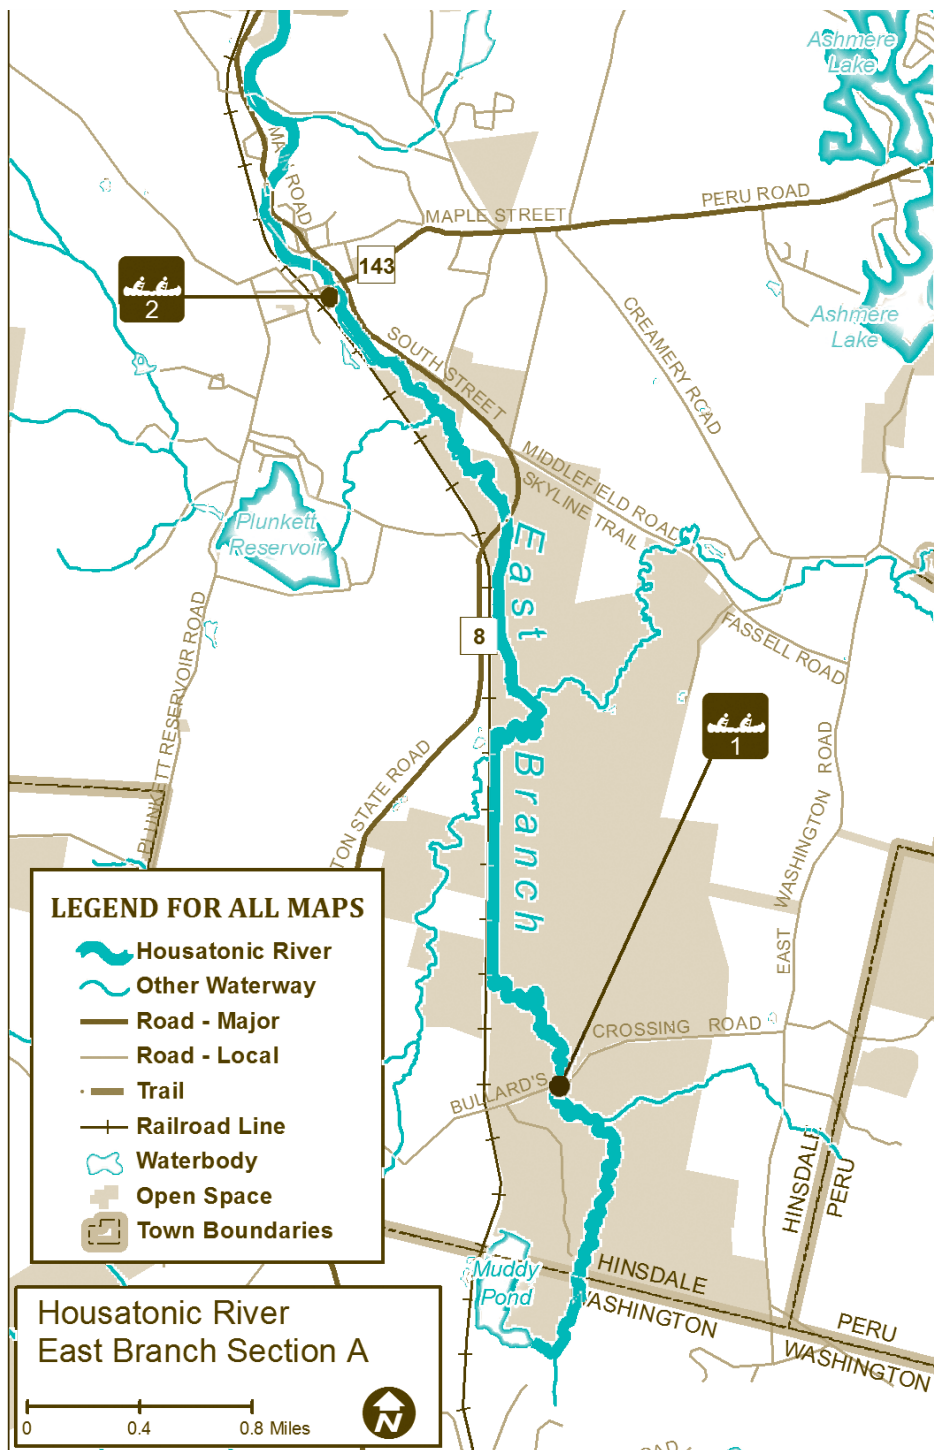 Ashmere
Lake
MAIN ROAD
PERU ROAD
MAPLE STREET
143
2
CREAMERY ROAD
Ashmere
Lake
SOUTH STREET
MIDDLEFIELD ROAD
SKYLINE TRAIL
Plunkett
Reservoir
East Branch
8
FASSELL ROAD
PLUNKETT RESERVOIR ROAD
1
TON STATE ROAD
EAST WASHINGTON ROAD
LEGEND FOR ALL MAPS
Housatonic River
Other Waterway
Road - Major
Road - Local
Trail
Railroad Line
Waterbody
Open Space
Town Boundaries
BULLARD'S CROSSING ROAD
HINSDALE
PERU
Muddy
Pond
HINSDALE
WASHINGTON
PERU
WASHINGTON
Housatonic River
East Branch Section A
0 0.4 0.8 Miles
N